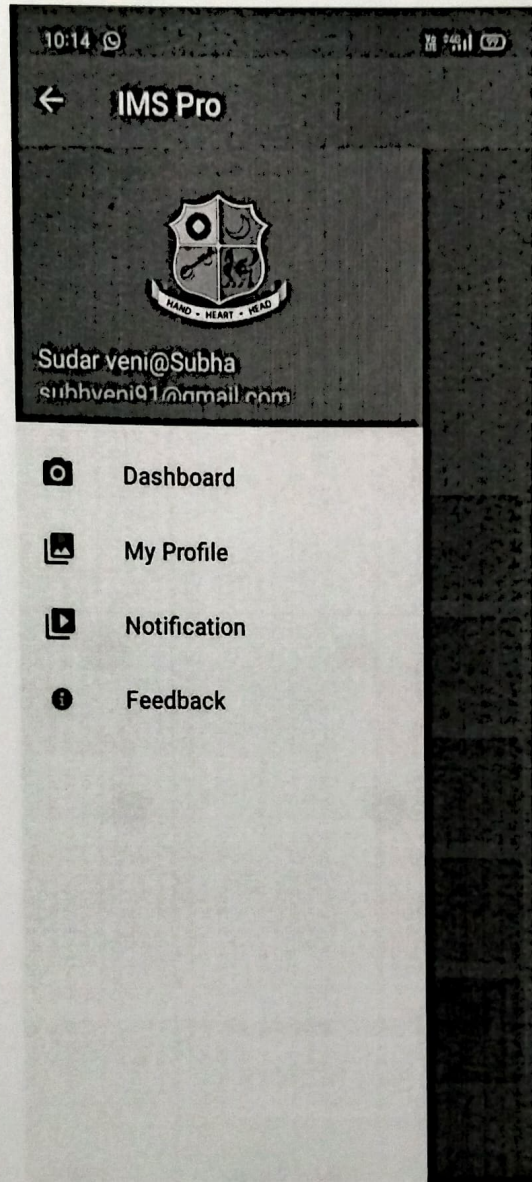 10:14
IMS Pro
HAND • HEART • HEAD
Sudar veni@Subha
subhveni91@gmail.com
Dashboard
My Profile
Notification
Feedback